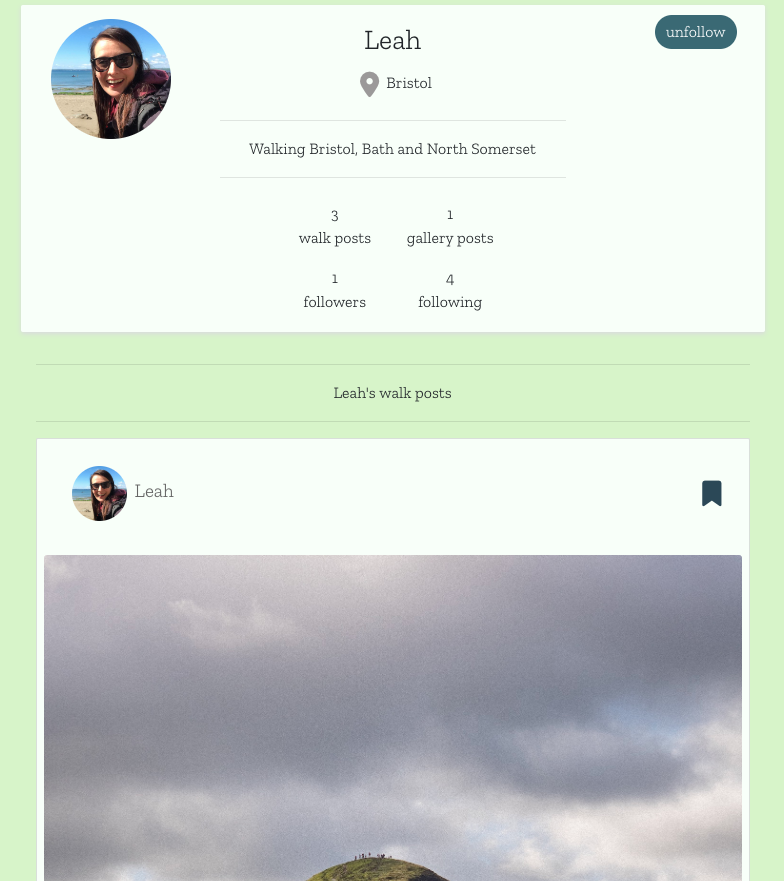 Leah
unfollow
Bristol
Walking Bristol, Bath and North Somerset
3
walk posts
1
gallery posts
1
followers
4
following
Leah's walk posts
Leah